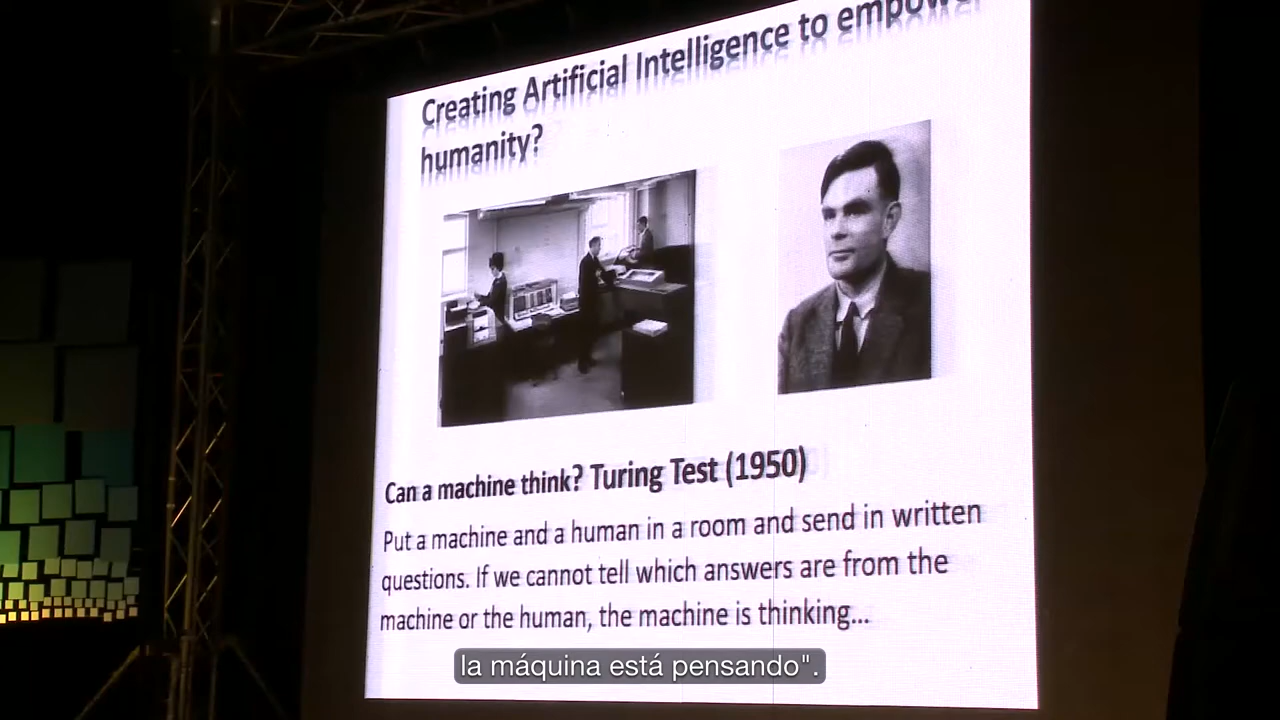 Creating Artificial Intelligence to empower
humanity?
Can a machine think? Turing Test (1950)
Put a machine and a human in a room and send in written
questions. If we cannot tell which answers are from the
machine or the human, the machine is thinking...
la máquina está pensando".